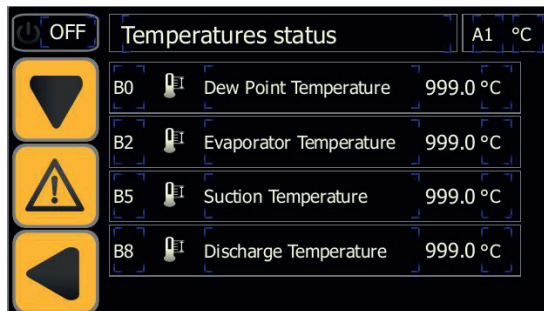 OFF Temperatures status A1 °C
B0 Dew Point Temperature 999.0 °C
B2 Evaporator Temperature 999.0 °C
B5 Suction Temperature 999.0 °C
B8 Discharge Temperature 999.0 °C